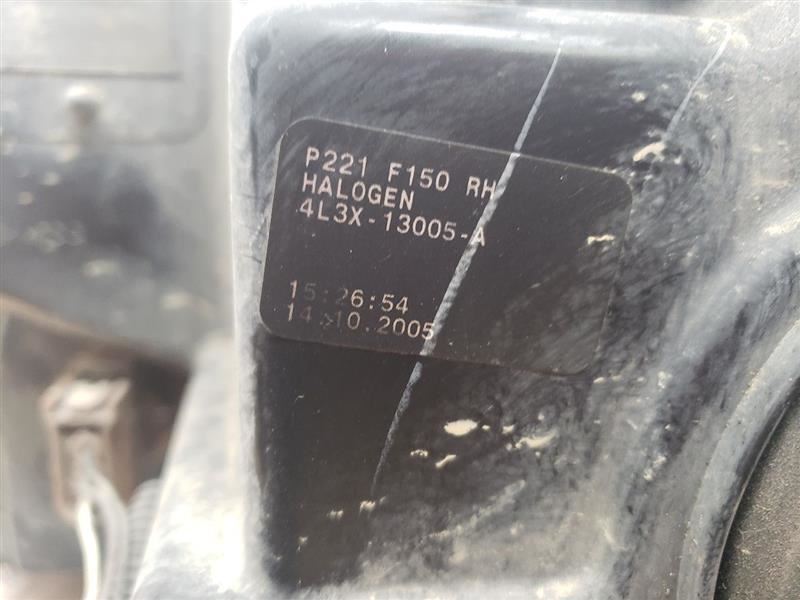 P221 F150 RH
HALOGEN
4L3X-13005-A
15:26:54
14.10.2005